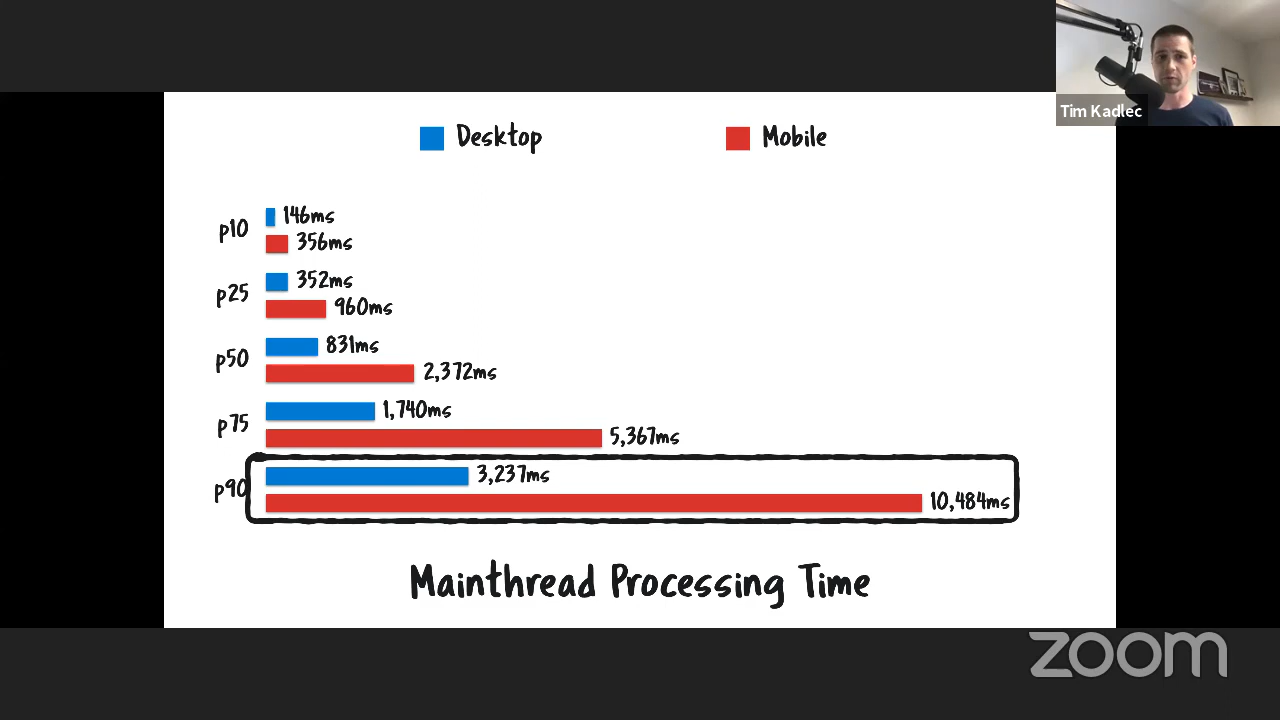 Tim Kadlec
Desktop
Mobile
p10
146ms
356ms
p25
352ms
960ms
p50
831ms
2,372ms
p75
1,740ms
5,367ms
p90
3,237ms
10,484ms
Mainthread Processing Time
zoom